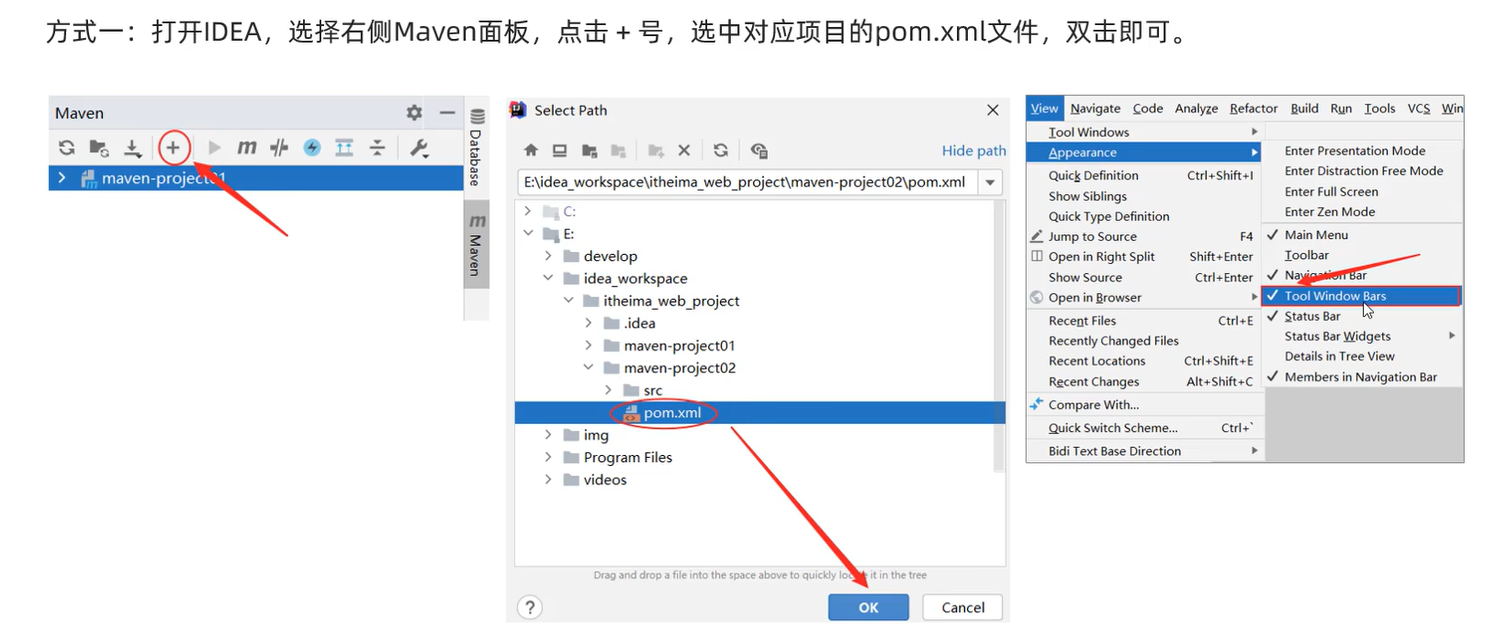 方式一：打开IDEA，选择右侧Maven面板，点击 + 号，选中对应项目的pom.xml文件，双击即可。
Maven
m
maven-project01
Database
m
Maven
Select Path
Hide path
E:\idea_workspace\itheima_web_project\maven-project02\pom.xml
C:
E:
develop
idea_workspace
itheima_web_project
.idea
maven-project01
maven-project02
src
pom.xml
img
Program Files
videos
Drag and drop a file into the space above to quickly locate it in the tree
?
OK
Cancel
View Navigate Code Analyze Refactor Build Run Tools VCS Win
Tool Windows
Appearance
Quick Definition Ctrl+Shift+I
Show Siblings
Quick Type Definition
Jump to Source F4
Open in Right Split Shift+Enter
Show Source Ctrl+Enter
Open in Browser
Recent Files Ctrl+E
Recently Changed Files
Recent Locations Ctrl+Shift+E
Recent Changes Alt+Shift+C
Compare With...
Quick Switch Scheme... Ctrl+`
Bidi Text Base Direction
Enter Presentation Mode
Enter Distraction Free Mode
Enter Full Screen
Enter Zen Mode
Main Menu
Toolbar
Navigation Bar
Tool Window Bars
Status Bar
Status Bar Widgets
Details in Tree View
Members in Navigation Bar